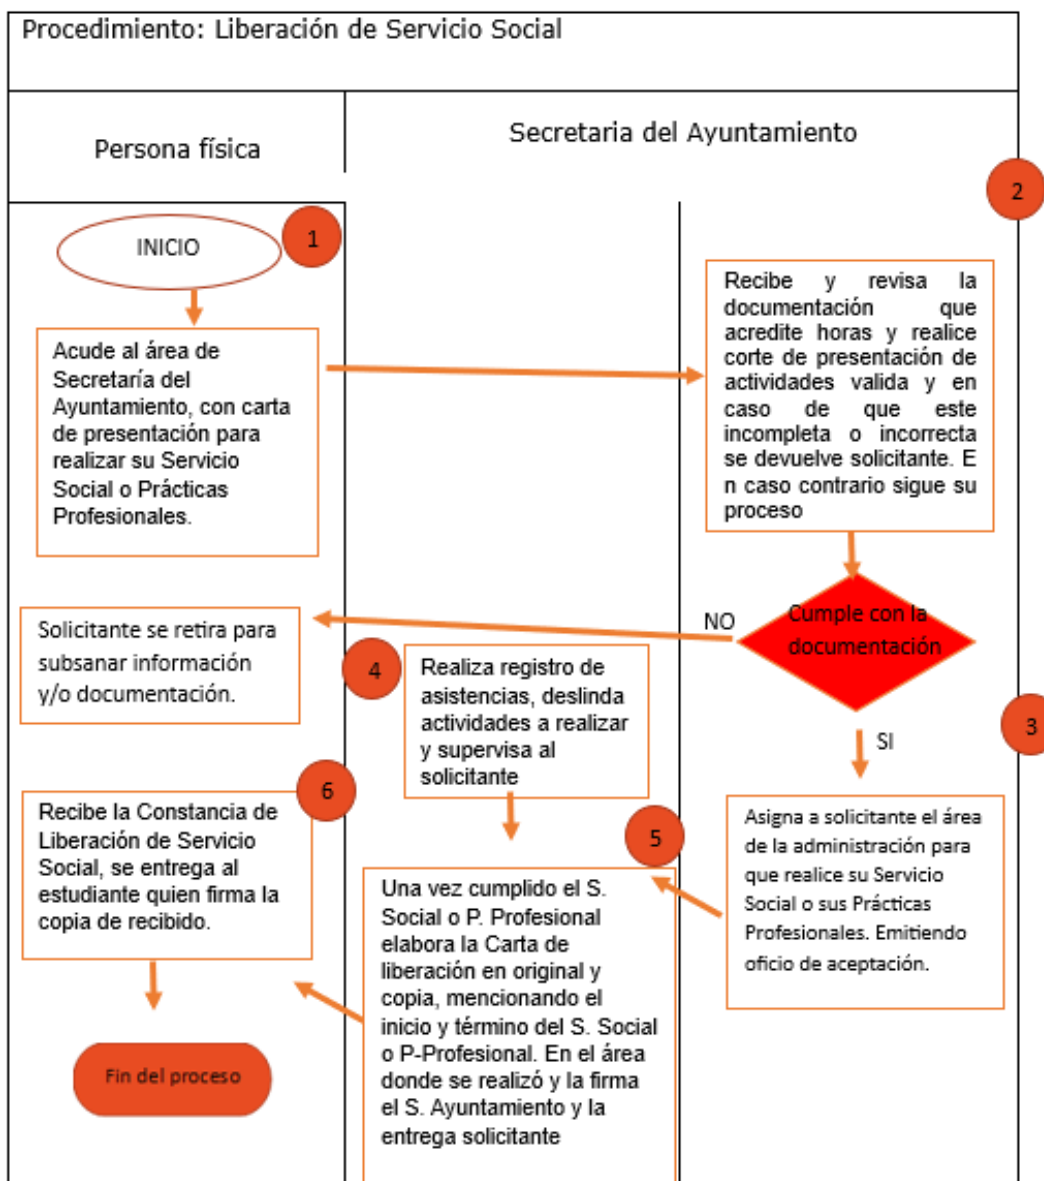 Procedimiento: Liberación de Servicio Social
Persona física
Secretaria del Ayuntamiento
INICIO
1
Acude al área de
Secretaría del
Ayuntamiento, con carta
de presentación para
realizar su Servicio
Social o Prácticas
Profesionales.
2
Recibe y revisa la
documentación que
acredite horas y realice
corte de presentación de
actividades valida y en
caso de que este
incompleta o incorrecta
se devuelve solicitante. E
n caso contrario sigue su
proceso
Cumple con la
documentación
NO
Solicitante se retira para
subsanar información
y/o documentación.
SI
3
Asigna a solicitante el área
de la administración para
que realice su Servicio
Social o sus Prácticas
Profesionales. Emitiendo
oficio de aceptación.
4
Realiza registro de
asistencias, deslinda
actividades a realizar
y supervisa al
solicitante
5
Una vez cumplido el S.
Social o P. Profesional
elabora la Carta de
liberación en original y
copia, mencionando el
inicio y término del S. Social
o P-Profesional. En el área
donde se realizó y la firma
el S. Ayuntamiento y la
entrega solicitante
6
Recibe la Constancia de
Liberación de Servicio
Social, se entrega al
estudiante quien firma la
copia de recibido.
Fin del proceso